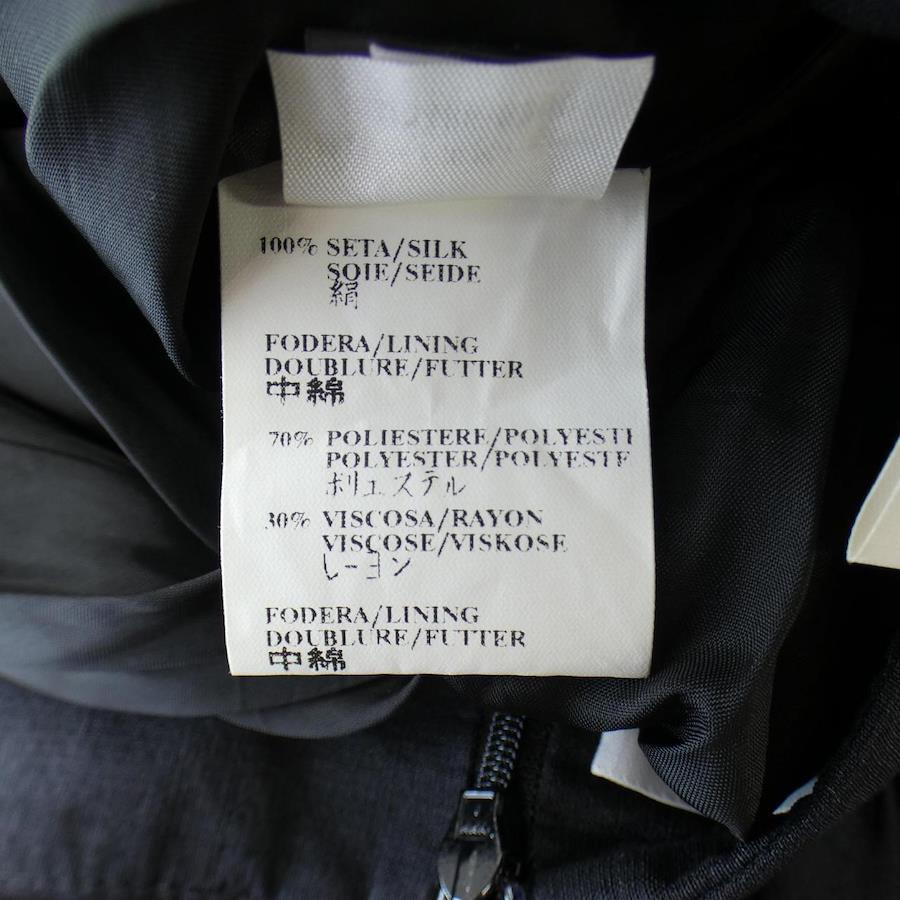 100% SETA/SILK
SOIE/SEIDE
絹
FODERA/LINING
DOUBLURE/FUTTER
中綿
70% POLIESTERE/POLYESTE
POLYESTER/POLYESTE
ポリエステル
30% VISCOSA/RAYON
VISCOSE/VISKOSE
レーヨン
FODERA/LINING
DOUBLURE/FUTTER
中綿